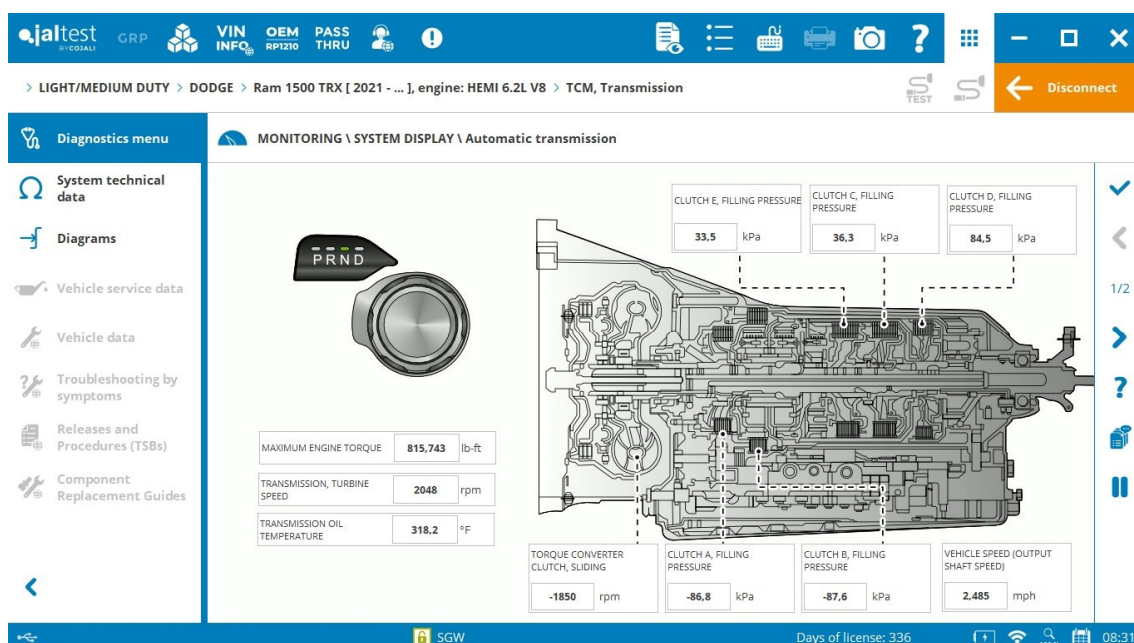 jaltest
BY COJALI
GRP
VIN
INFO
OEM
RP1210
PASS
THRU
?
> LIGHT/MEDIUM DUTY > DODGE > Ram 1500 TRX [ 2021 - ... ], engine: HEMI 6.2L V8 > TCM, Transmission
TEST
Disconnect
Diagnostics menu
MONITORING \ SYSTEM DISPLAY \ Automatic transmission
System technical
data
Diagrams
Vehicle service data
Vehicle data
Troubleshooting by
symptoms
Releases and
Procedures (TSBs)
Component
Replacement Guides
1/2
?
PRND
CLUTCH E, FILLING PRESSURE
33,5 kPa
CLUTCH C, FILLING
PRESSURE
36,3 kPa
CLUTCH D, FILLING
PRESSURE
84,5 kPa
MAXIMUM ENGINE TORQUE 815,743 lb-ft
TRANSMISSION, TURBINE
SPEED
2048 rpm
TRANSMISSION OIL
TEMPERATURE
318,2 °F
TORQUE CONVERTER
CLUTCH, SLIDING
-1850 rpm
CLUTCH A, FILLING
PRESSURE
-86,8 kPa
CLUTCH B, FILLING
PRESSURE
-87,6 kPa
VEHICLE SPEED (OUTPUT
SHAFT SPEED)
2,485 mph
SGW
Days of license: 336